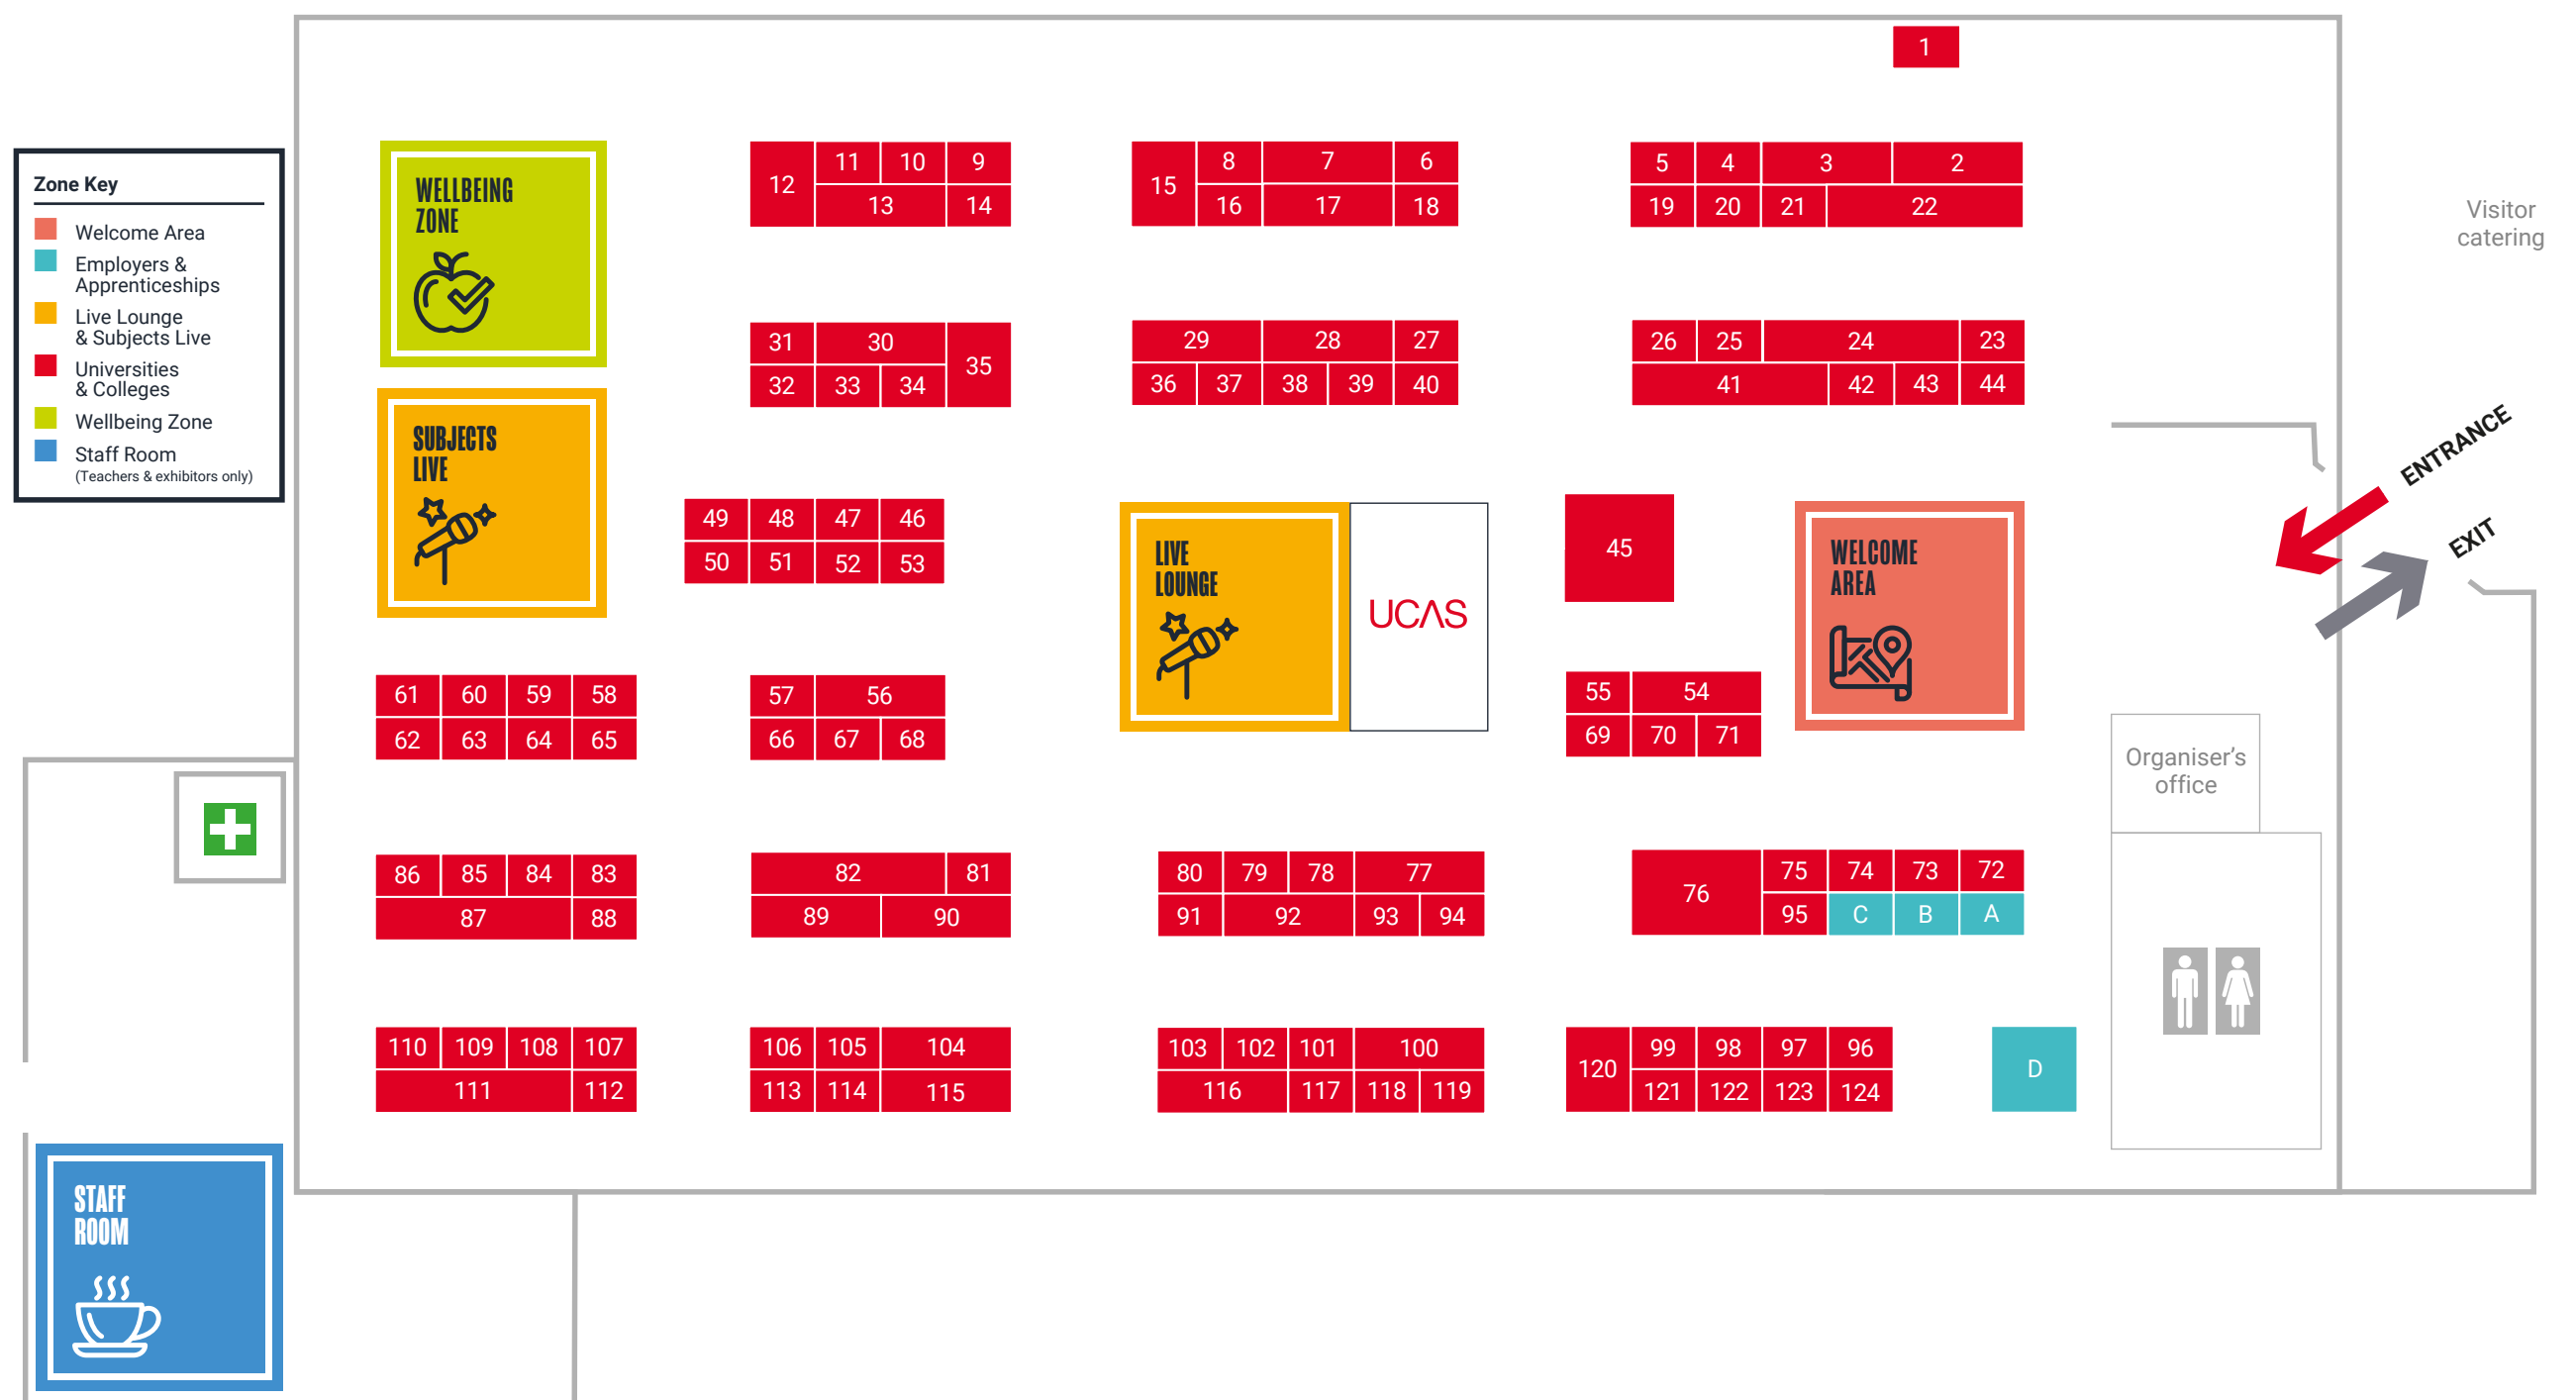 Zone Key
Welcome Area
Employers &
Apprenticeships
Live Lounge
& Subjects Live
Universities
& Colleges
Wellbeing Zone
Staff Room
(Teachers & exhibitors only)
1
WELLBEING
ZONE
12 11 10 9
13 14
15 8 7 6
16 17 18
5 4 3 2
19 20 21 22
Visitor
catering
31 30 35
32 33 34
29 28 27
36 37 38 39 40
26 25 24 23
41 42 43 44
SUBJECTS
LIVE
49 48 47 46
50 51 52 53
LIVE
LOUNGE
UCAS
45
WELCOME
AREA
ENTRANCE
EXIT
61 60 59 58
62 63 64 65
57 56
66 67 68
55 54
69 70 71
Organiser's
office
86 85 84 83
87 88
82 81
89 90
80 79 78 77
91 92 93 94
76 75 74 73 72
95 C B A
110 109 108 107
111 112
106 105 104
113 114 115
103 102 101 100
116 117 118 119
120 99 98 97 96
121 122 123 124
D
STAFF
ROOM